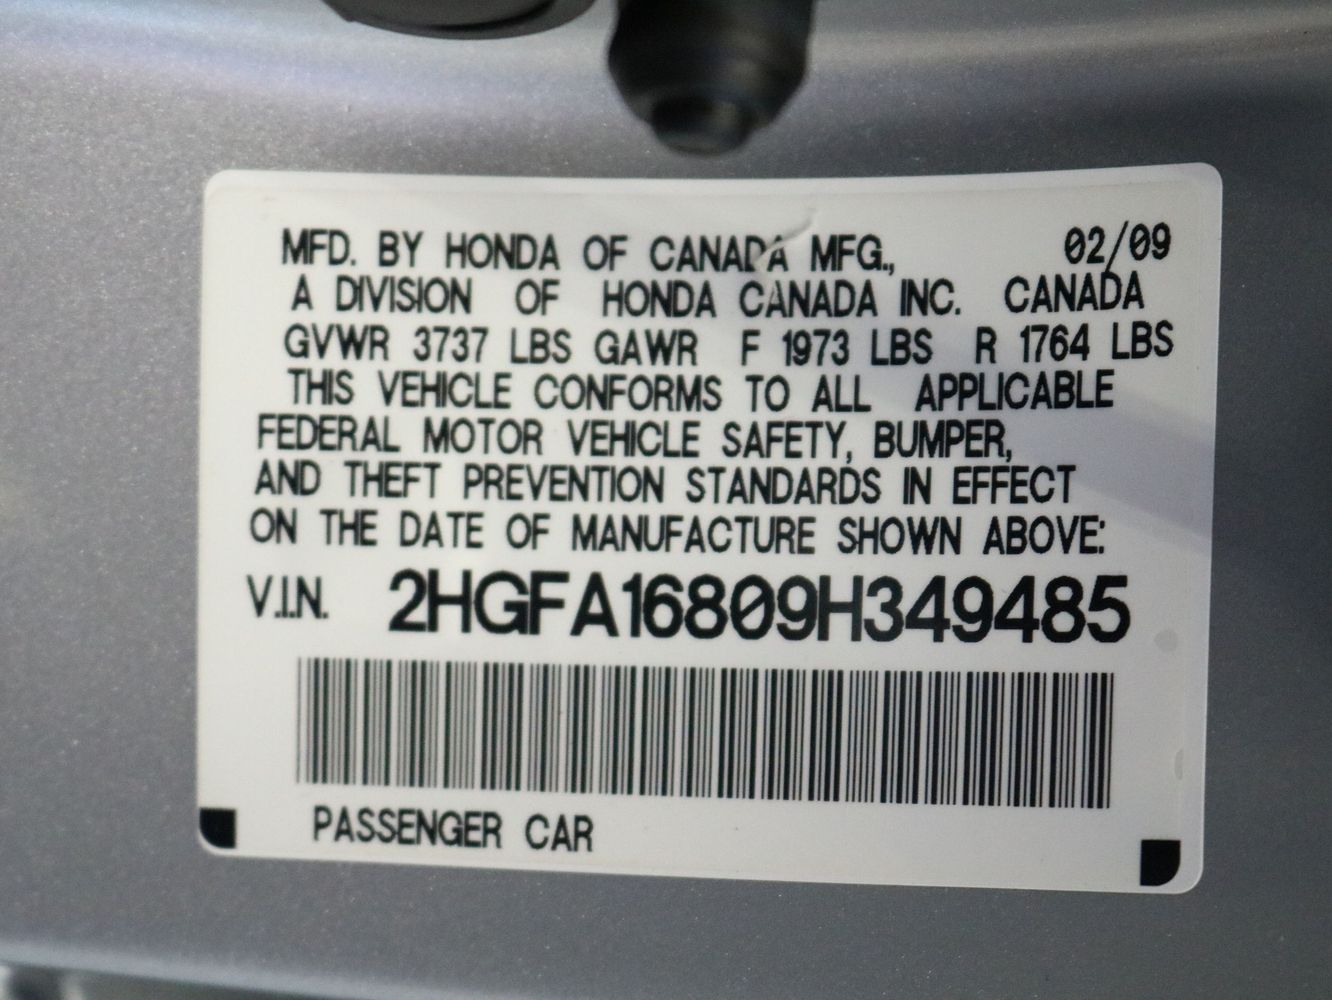 MFD. BY HONDA OF CANADA MFG., 02/09
A DIVISION OF HONDA CANADA INC. CANADA
GVWR 3737 LBS GAWR F 1973 LBS R 1764 LBS
THIS VEHICLE CONFORMS TO ALL APPLICABLE
FEDERAL MOTOR VEHICLE SAFETY, BUMPER,
AND THEFT PREVENTION STANDARDS IN EFFECT
ON THE DATE OF MANUFACTURE SHOWN ABOVE:
V.I.N. 2HGFA16809H349485
PASSENGER CAR